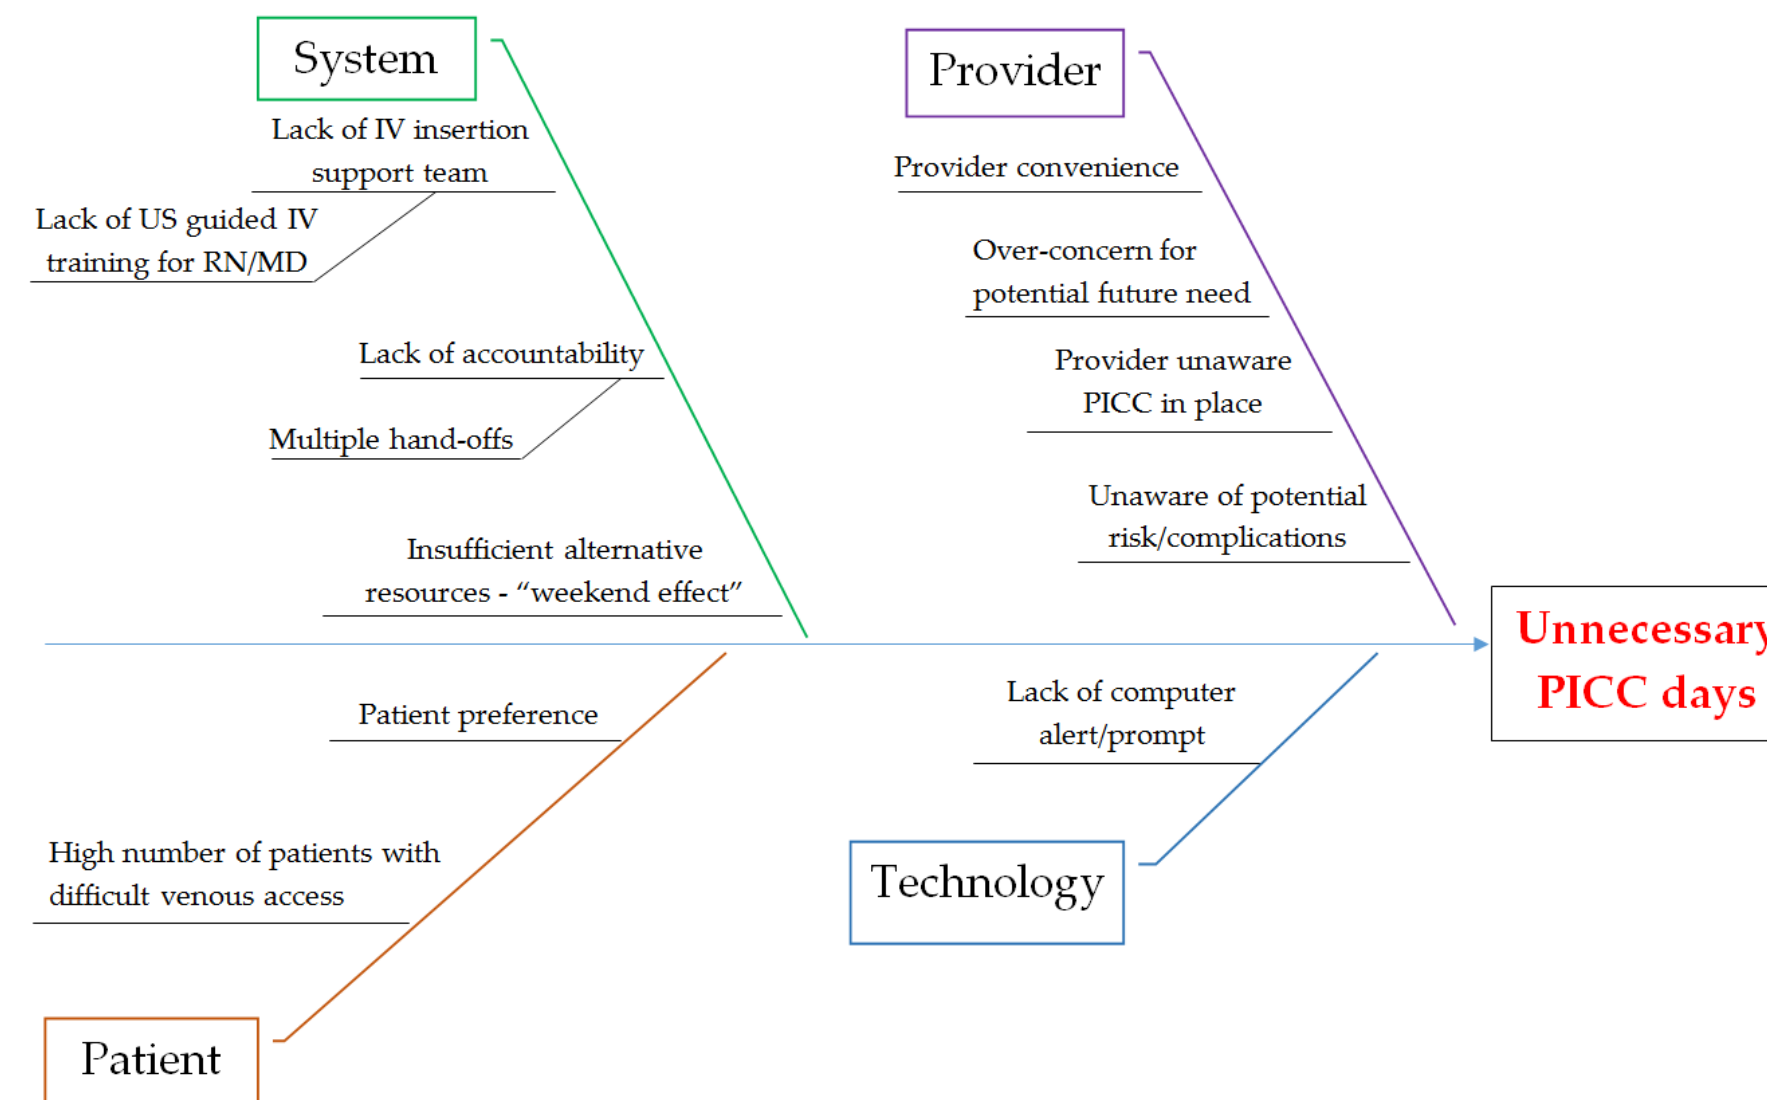 System
Lack of IV insertion
support team
Lack of US guided IV
training for RN/MD
Lack of accountability
Multiple hand-offs
Insufficient alternative
resources - “weekend effect”
Provider
Provider convenience
Over-concern for
potential future need
Provider unaware
PICC in place
Unaware of potential
risk/complications
Unnecessary
PICC days
Patient preference
High number of patients with
difficult venous access
Patient
Lack of computer
alert/prompt
Technology